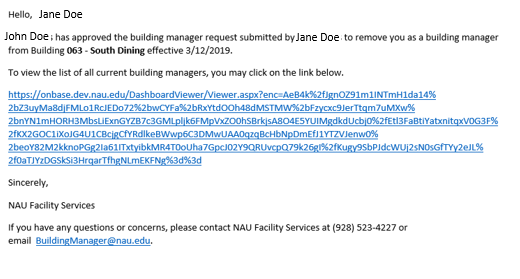 Hello, Jane Doe
John Doe has approved the building manager request submitted by Jane Doe to remove you as a building manager
from Building 063 - South Dining effective 3/12/2019.
To view the list of all current building managers, you may click on the link below.
https://onbase.dev.nau.edu/DashboardViewer/Viewer.aspx?enc=AeB4k%2fJgnOZ91m1INTmH1da14%
2bZ3uyMa8djFMLo1RcJEDo72%2bwCYFa%2bRxYtdOOh48dMSTMW%2bFzycxc9JerTtqm7uMXw%
2bnYN1mHORH3MbsLiExnGYZB7c3GMLpljk6FMpVxZO0hSBrkjsA8O4E5YUIMgdkdUcbj0%2fEtl3FaBtiYatxnitqxV0G3F%
2fKX2GOC1iXoJG4U1CBcjgCfYRdlkeBWwp6C3DMwUAA0qzqBcHbNpDmEfJ1YTZVJenw0%
2beoY82M2kknoPGg2Ia61ITxtyibkMR4T0oUha7GpcJ02Y9QRUvcpQ79k26gI%2fKugy9SbPJdcWUj2sN0sGfTYy2eJL%
2f0aTJYzDGSkSi3HrqarTfhgNLmEKFNg%3d%3d
Sincerely,
NAU Facility Services
If you have any questions or concerns, please contact NAU Facility Services at (928) 523-4227 or
email BuildingManager@nau.edu.